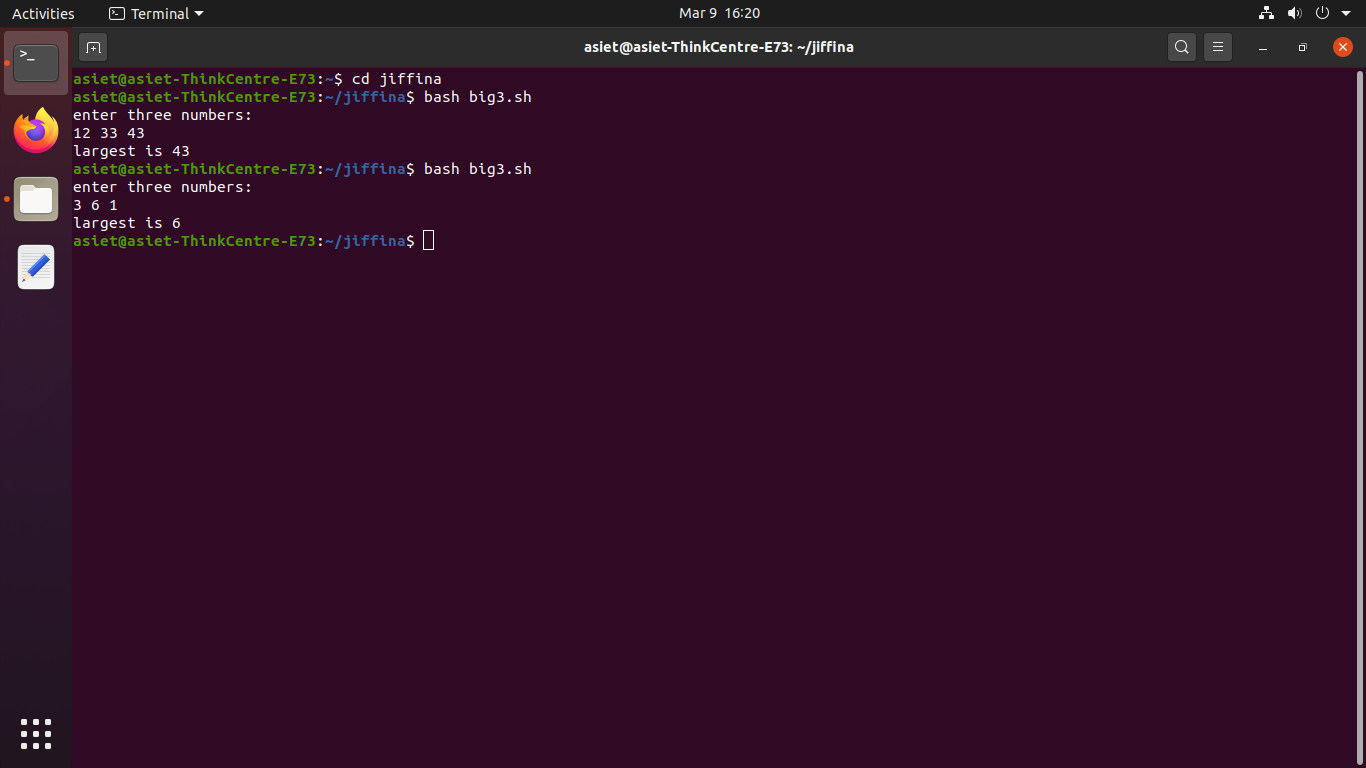 Activities
Terminal
Mar 9 16:20
asiet@asiet-ThinkCentre-E73: ~/jiffina
asiet@asiet-ThinkCentre-E73:~$ cd jiffina
asiet@asiet-ThinkCentre-E73:~/jiffina$ bash big3.sh
enter three numbers:
12 33 43
largest is 43
asiet@asiet-ThinkCentre-E73:~/jiffina$ bash big3.sh
enter three numbers:
3 6 1
largest is 6
asiet@asiet-ThinkCentre-E73:~/jiffina$